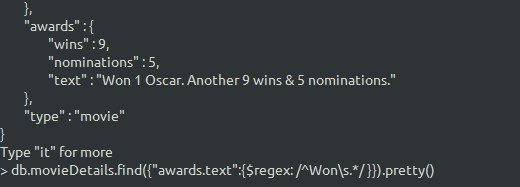 },
"awards" : {
"wins" : 9,
"nominations" : 5,
"text" : "Won 1 Oscar. Another 9 wins & 5 nominations."
},
"type" : "movie"
}
Type "it" for more
> db.movieDetails.find({"awards.text":{$regex: /^Won\s.*/ }}).pretty()